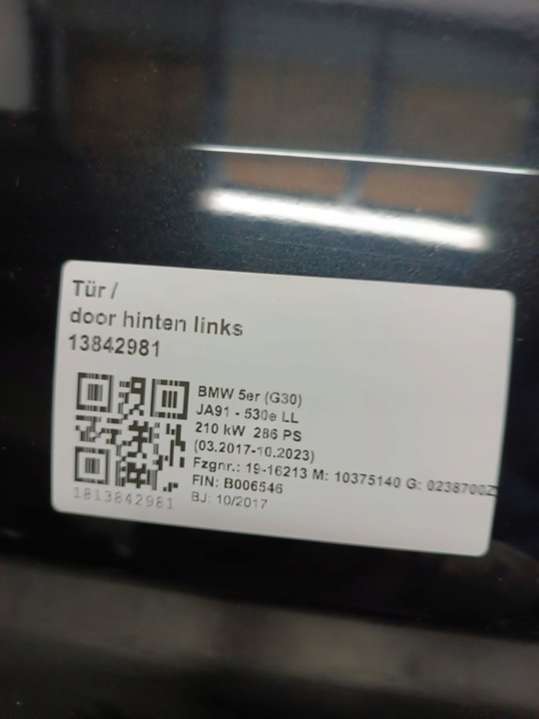 Tür /
door hinten links
13842981
BMW 5er (G30)
JA91 - 530e LL
210 kW 286 PS
(03.2017-10.2023)
Fzgnr.: 19-16213 M: 10375140 G: 0238700Z
FIN: B006546
BJ: 10/2017
1813842981